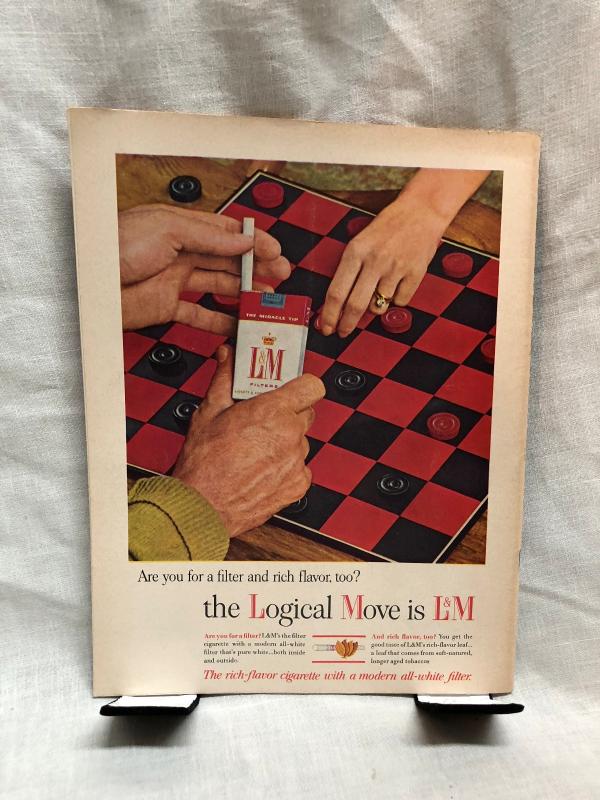 THE MIRACLE TIP
L&M
FILTERS
Are you for a filter and rich flavor, too?
the Logical Move is L&M
Are you for a filter? L&M's the filter
cigarette with a modern all-white
filter that's pure white...both inside
and outside.
And rich flavor, too? You get the
good taste of L&M's rich-flavor leaf...
a leaf that comes from soft-natured,
longer aged tobaccos
The rich-flavor cigarette with a modern all-white filter.